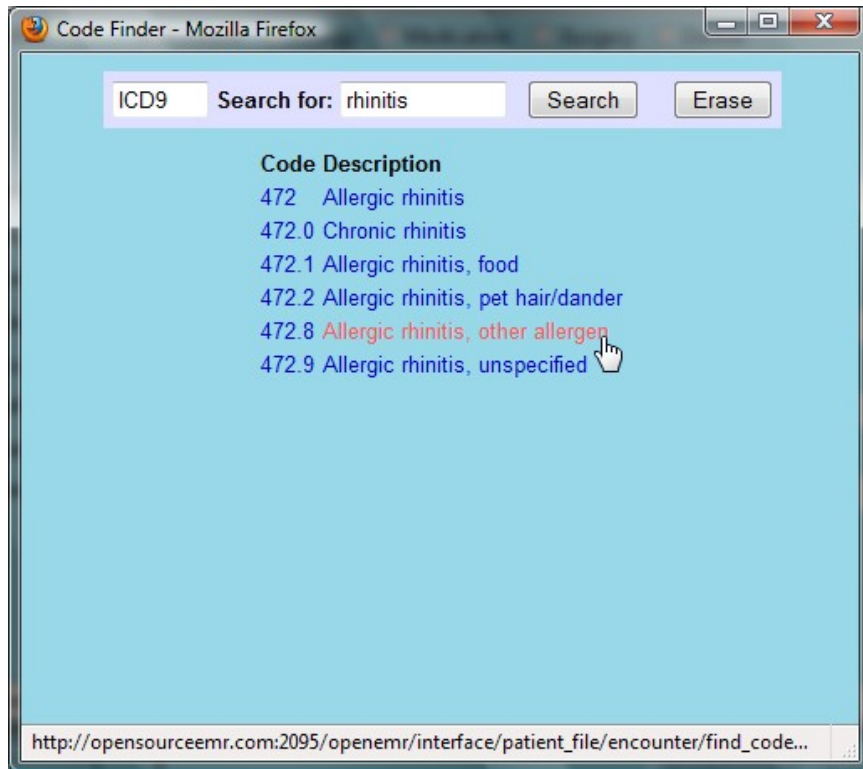 Code Finder - Mozilla Firefox
ICD9 Search for: rhinitis Search Erase
Code Description
472 Allergic rhinitis
472.0 Chronic rhinitis
472.1 Allergic rhinitis, food
472.2 Allergic rhinitis, pet hair/dander
472.8 Allergic rhinitis, other allergen
472.9 Allergic rhinitis, unspecified
http://opensourceemr.com:2095/openemr/interface/patient_file/encounter/find_code...